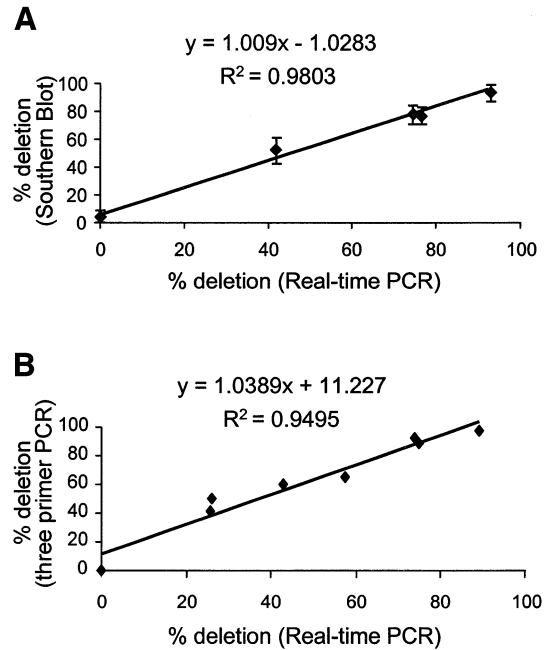 A
y = 1.009x - 1.0283
R² = 0.9803
% deletion
(Southern Blot)
100
80
60
40
20
0
0 20 40 60 80 100
% deletion (Real-time PCR)
B
y = 1.0389x + 11.227
R² = 0.9495
% deletion
(three primer PCR)
100
80
60
40
20
0
0 20 40 60 80 100
% deletion (Real-time PCR)